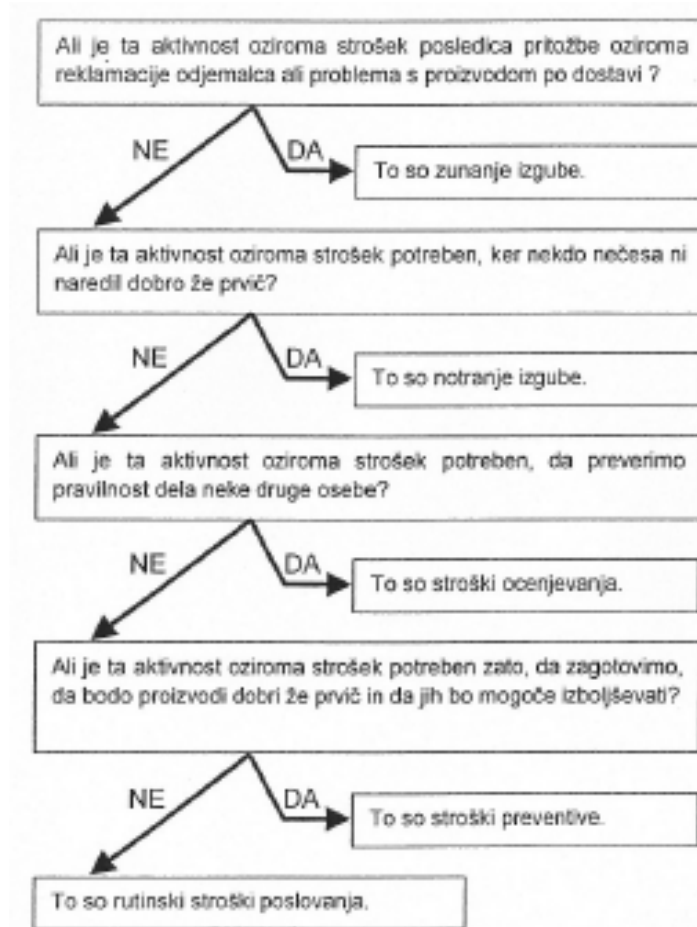 Ali je ta aktivnost oziroma strošek posledica pritožbe oziroma
reklamacije odjemalca ali problema s proizvodom po dostavi ?
NE
DA
To so zunanje izgube.
Ali je ta aktivnost oziroma strošek potreben, ker nekdo nečesa ni
naredil dobro že prvič?
NE
DA
To so notranje izgube.
Ali je ta aktivnost oziroma strošek potreben, da preverimo
pravilnost dela neke druge osebe?
NE
DA
To so stroški ocenjevanja.
Ali je ta aktivnost oziroma strošek potreben zato, da zagotovimo,
da bodo proizvodi dobri že prvič in da jih bo mogoče izboljševati?
NE
DA
To so stroški preventive.
To so rutinski stroški poslovanja.